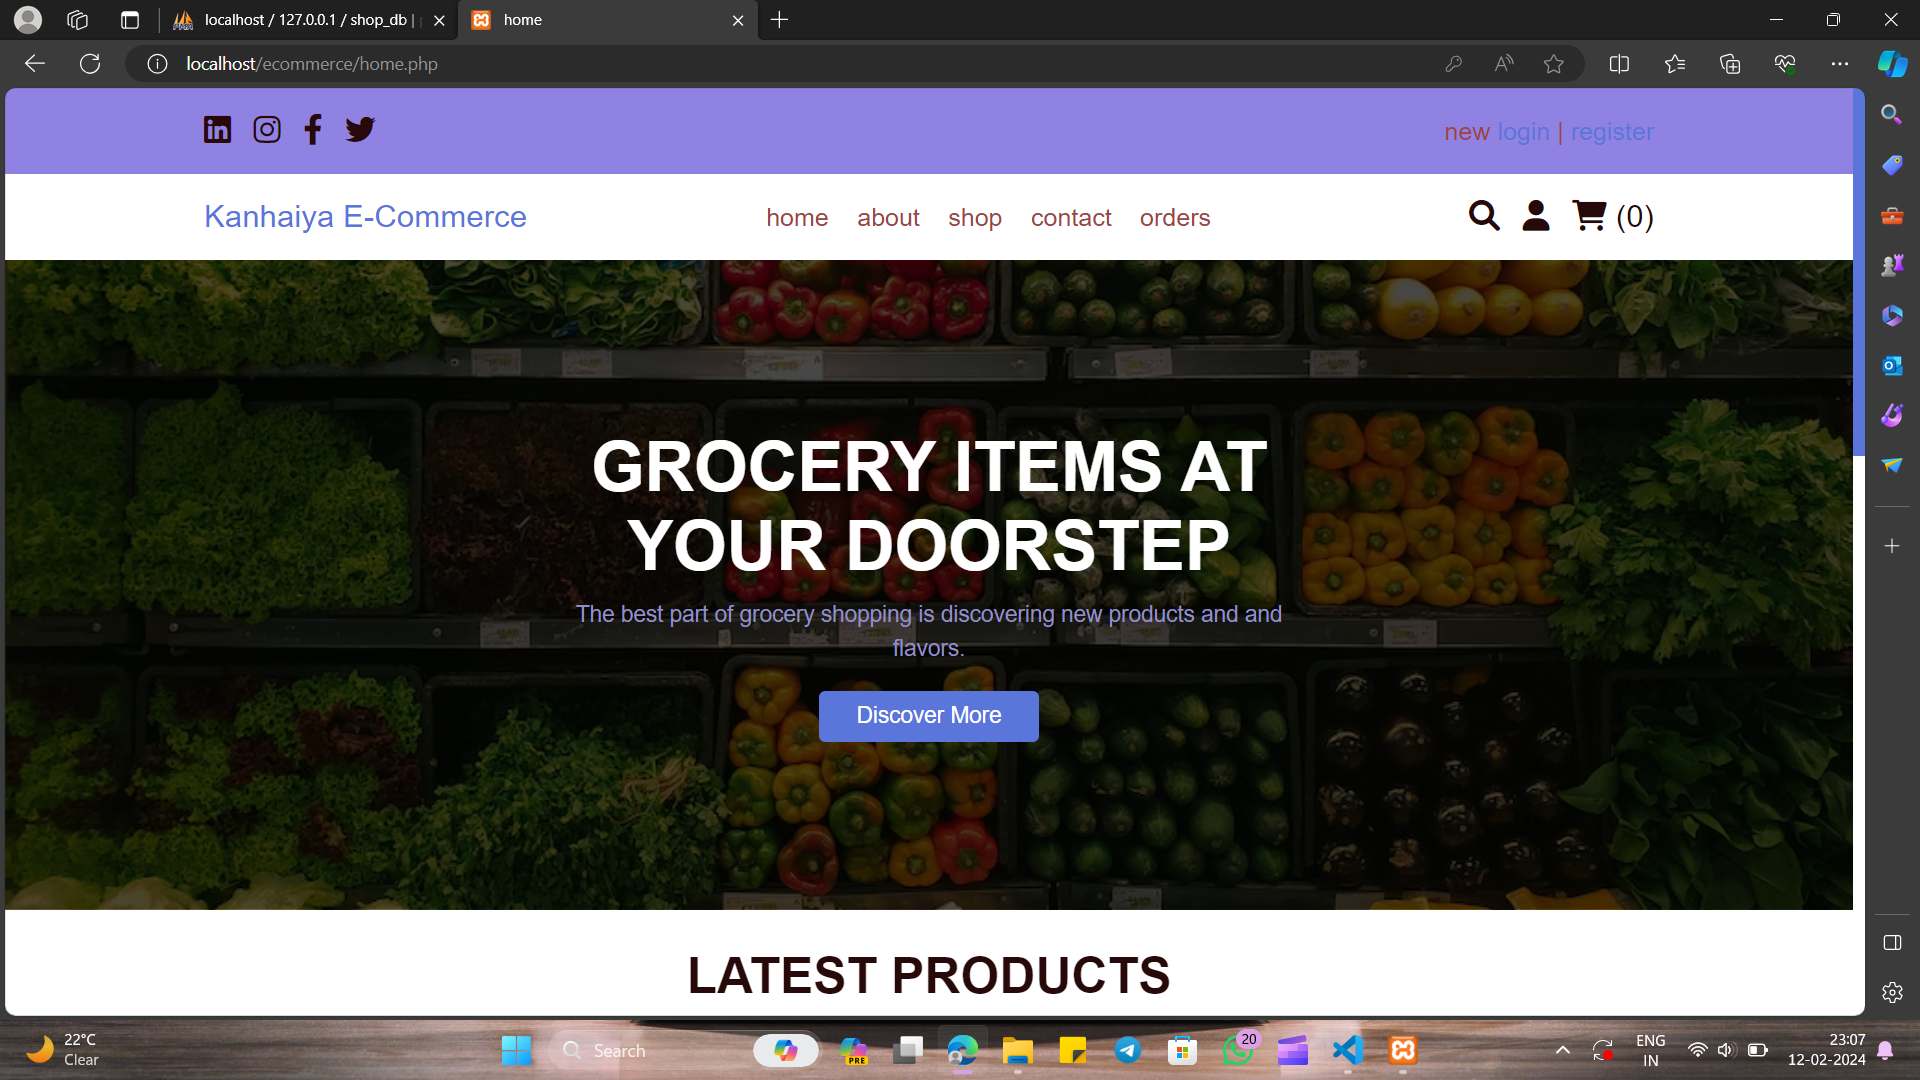 localhost / 127.0.0.1 / shop_db |
home
localhost/ecommerce/home.php
new login | register
Kanhaiya E-Commerce
home about shop contact orders
(0)
GROCERY ITEMS AT
YOUR DOORSTEP
The best part of grocery shopping is discovering new products and and
flavors.
Discover More
LATEST PRODUCTS
22°C
Clear
Search
PRE
20
ENG
IN
23:07
12-02-2024